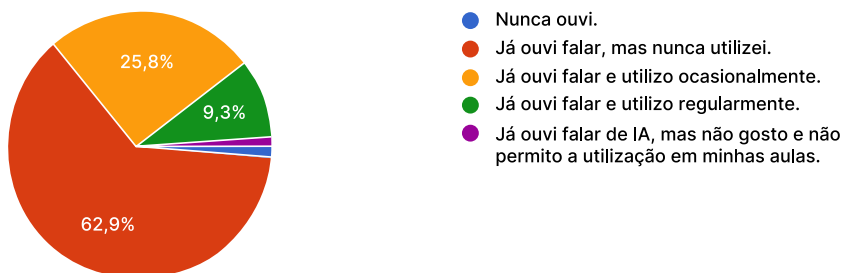 25,8%
9,3%
62,9%
Nunca ouvi.
Já ouvi falar, mas nunca utilizei.
Já ouvi falar e utilizo ocasionalmente.
Já ouvi falar e utilizo regularmente.
Já ouvi falar de IA, mas não gosto e não
permito a utilização em minhas aulas.